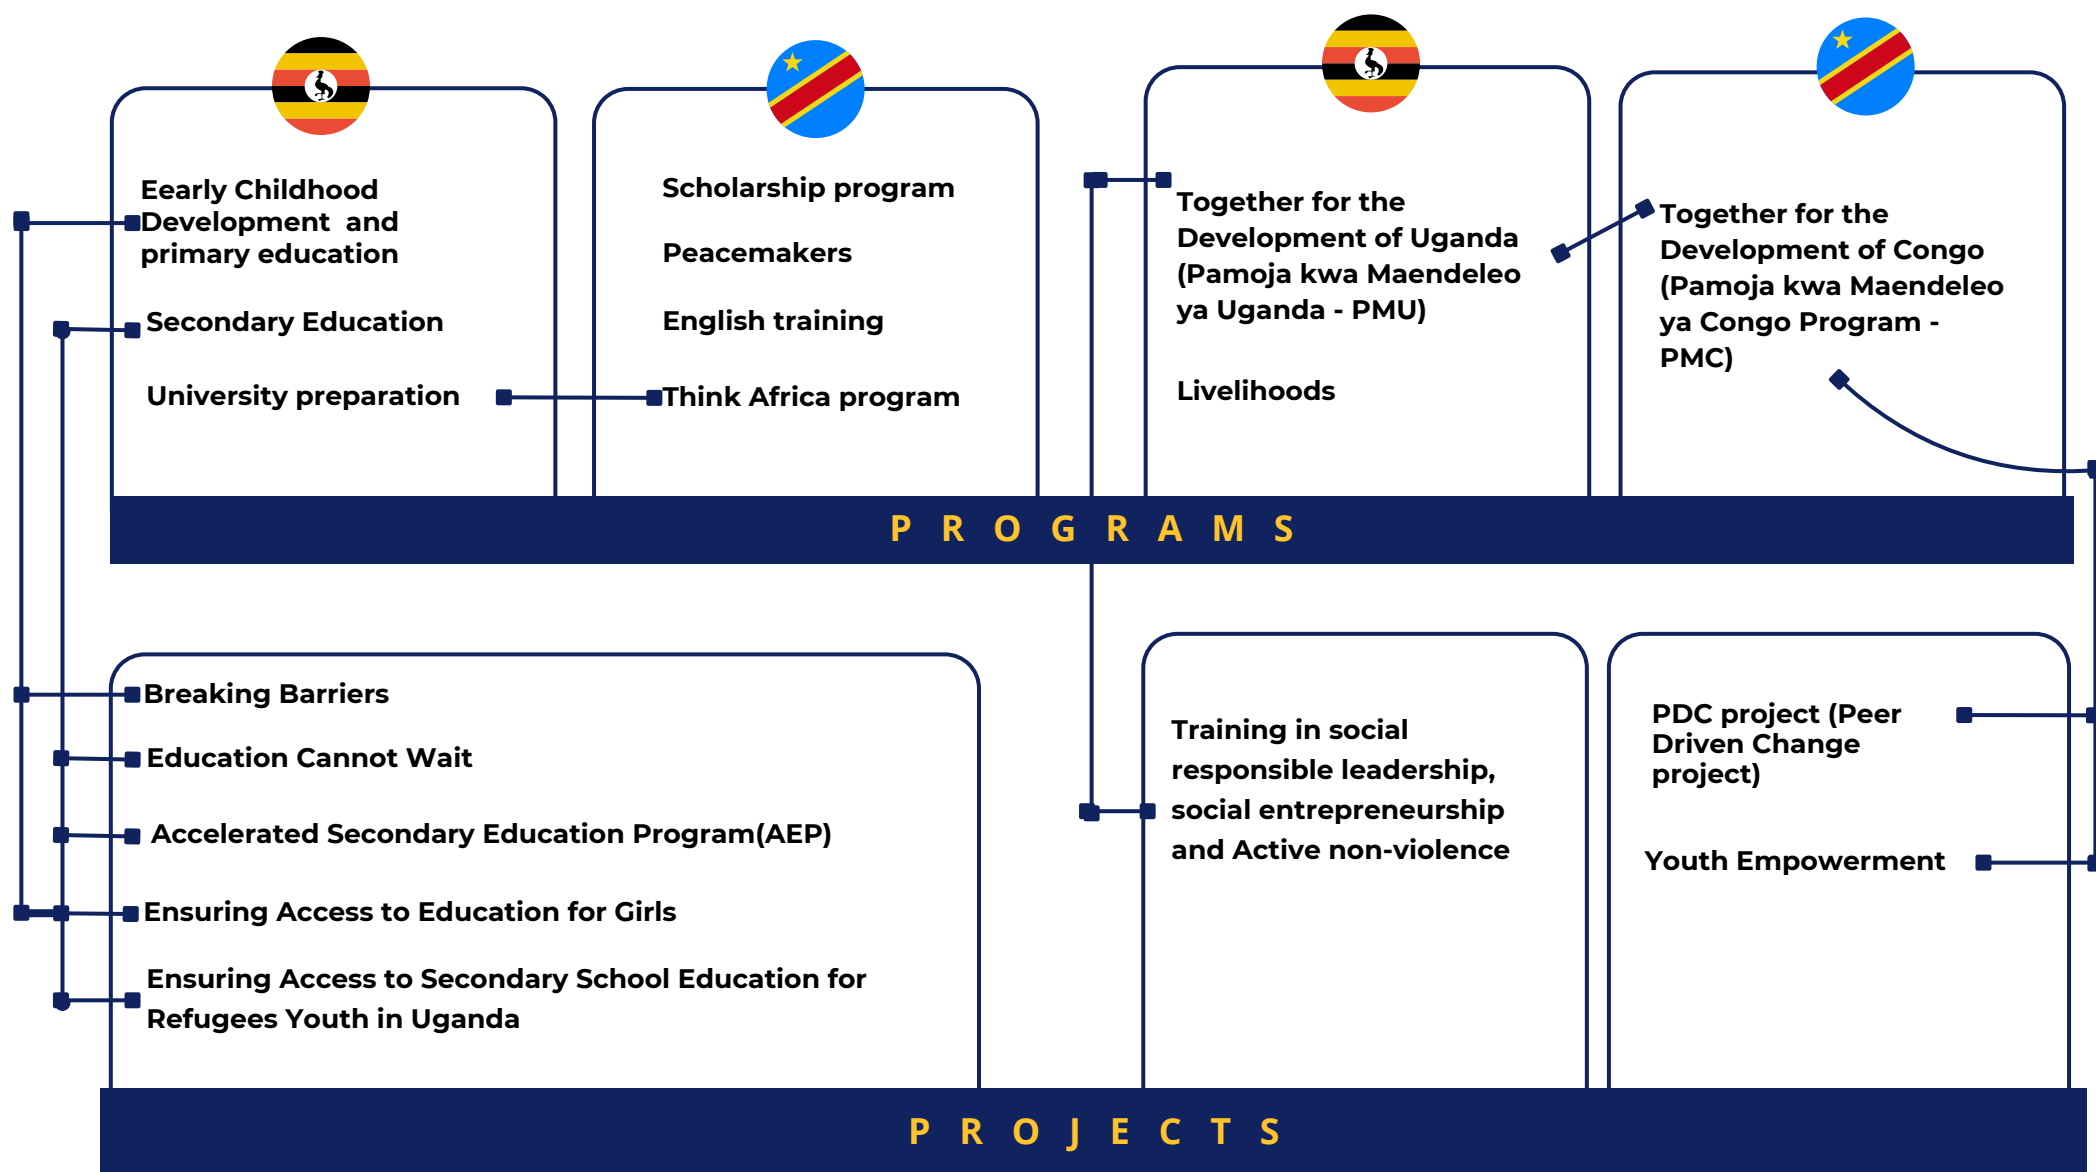 Eearly Childhood
Development and
primary education
Secondary Education
University preparation
Scholarship program
Peacemakers
English training
Think Africa program
Together for the
Development of Uganda
(Pamoja kwa Maendeleo
ya Uganda - PMU)
Livelihoods
Together for the
Development of Congo
(Pamoja kwa Maendeleo
ya Congo Program -
PMC)
PROGRAMS
Breaking Barriers
Education Cannot Wait
Accelerated Secondary Education Program(AEP)
Ensuring Access to Education for Girls
Ensuring Access to Secondary School Education for
Refugees Youth in Uganda
Training in social
responsible leadership,
social entrepreneurship
and Active non-violence
PDC project (Peer
Driven Change
project)
Youth Empowerment
PROJECTS